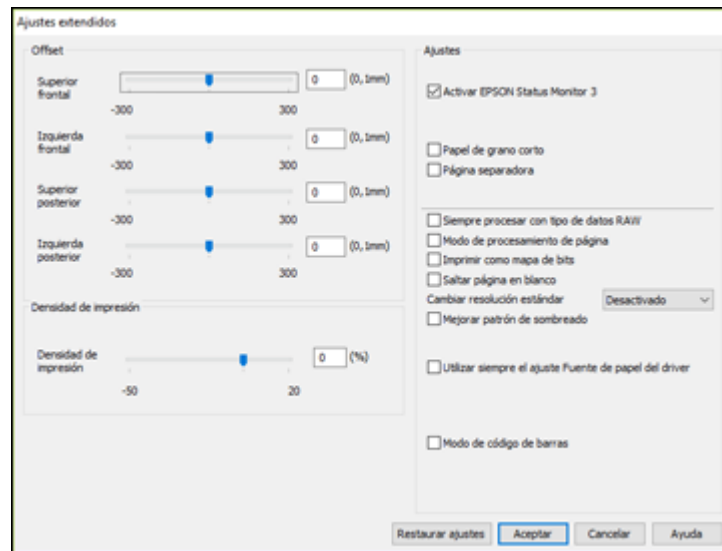 Ajustes extendidos
Offset
Superior
frontal
0 (0,1mm)
-300 300
Izquierda
frontal
0 (0,1mm)
-300 300
Superior
posterior
0 (0,1mm)
-300 300
Izquierda
posterior
0 (0,1mm)
-300 300
Densidad de impresión
Densidad de
impresión
0 (%)
-50 20
Ajustes
Activar EPSON Status Monitor 3
Papel de grano corto
Página separadora
Siempre procesar con tipo de datos RAW
Modo de procesamiento de página
Imprimir como mapa de bits
Saltar página en blanco
Cambiar resolución estándar Desactivado
Mejorar patrón de sombreado
Utilizar siempre el ajuste Fuente de papel del driver
Modo de código de barras
Restaurar ajustes Aceptar Cancelar Ayuda